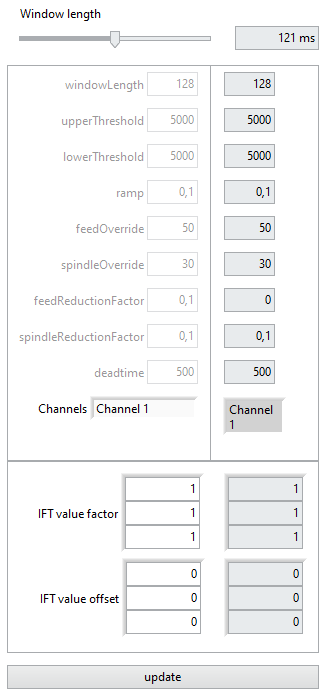 Window length
121 ms
windowLength 128 128
upperThreshold 5000 5000
lowerThreshold 5000 5000
ramp 0,1 0,1
feedOverride 50 50
spindleOverride 30 30
feedReductionFactor 0,1 0
spindleReductionFactor 0,1 0,1
deadtime 500 500
Channels Channel 1 Channel
1
1 1
IFT value factor 1 1
1 1
0 0
IFT value offset 0 0
0 0
update